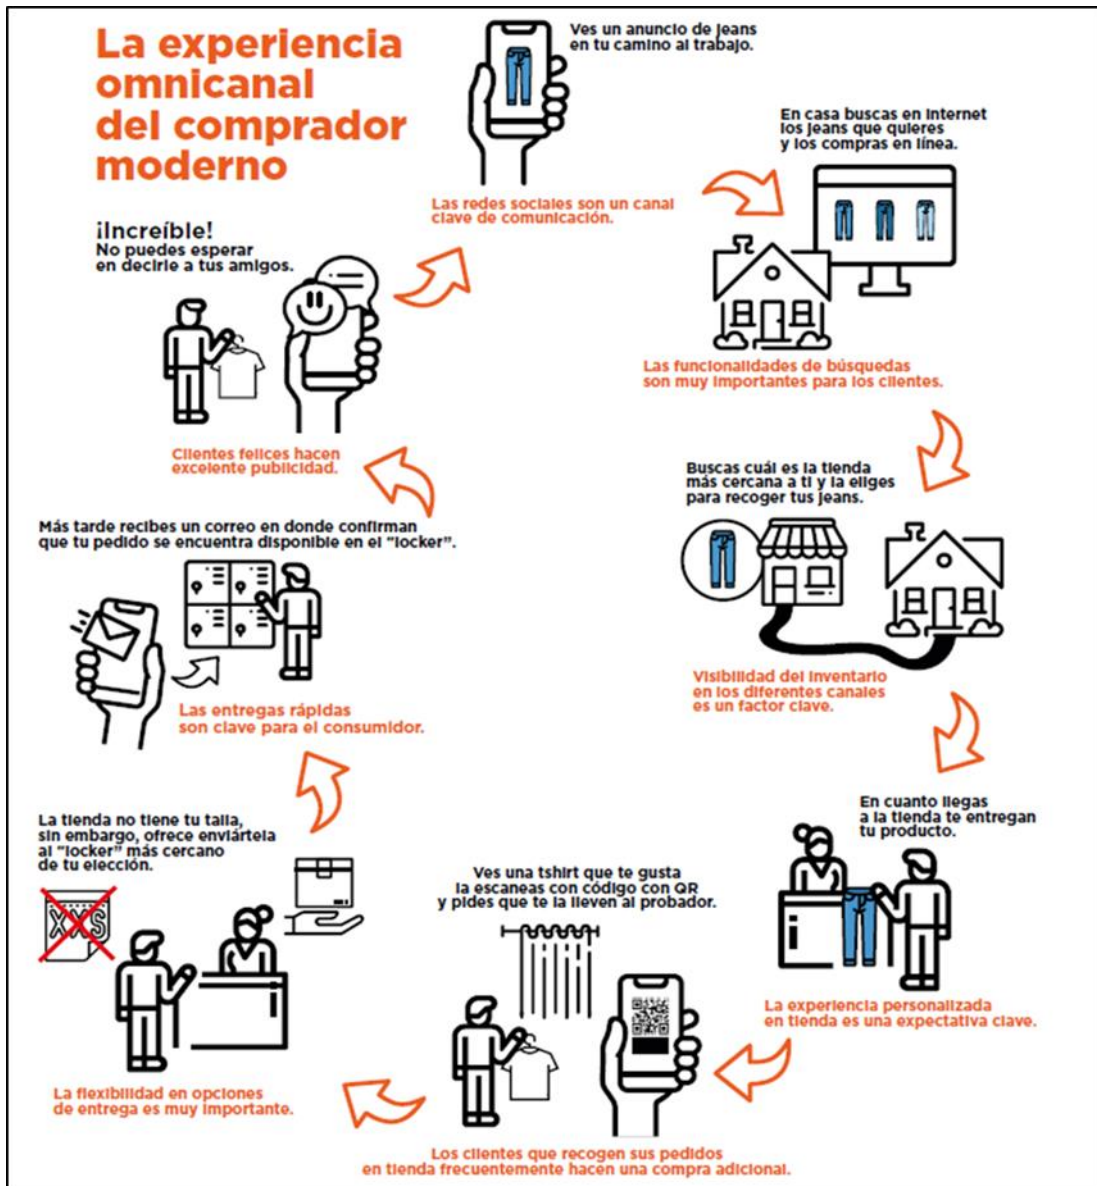 La experiencia
omnicanal
del comprador
moderno
Ves un anuncio de jeans
en tu camino al trabajo.
Las redes sociales son un canal
clave de comunicación.
En casa buscas en internet
los jeans que quieres
y los compras en línea.
Las funcionalidades de búsquedas
son muy importantes para los clientes.
Buscas cuál es la tienda
más cercana a ti y la eliges
para recoger tus jeans.
Visibilidad del inventario
en los diferentes canales
es un factor clave.
En cuanto llegas
a la tienda te entregan
tu producto.
La experiencia personalizada
en tienda es una expectativa clave.
Ves una tshirt que te gusta
la escaneas con código con QR
y pides que te la lleven al probador.
Los clientes que recogen sus pedidos
en tienda frecuentemente hacen una compra adicional.
La tienda no tiene tu talla,
sin embargo, ofrece enviártela
al "locker" más cercano
de tu elección.
XXS
La flexibilidad en opciones
de entrega es muy importante.
Más tarde recibes un correo en donde confirman
que tu pedido se encuentra disponible en el "locker".
Las entregas rápidas
son clave para el consumidor.
¡Increíble!
No puedes esperar
en decirle a tus amigos.
Clientes felices hacen
excelente publicidad.